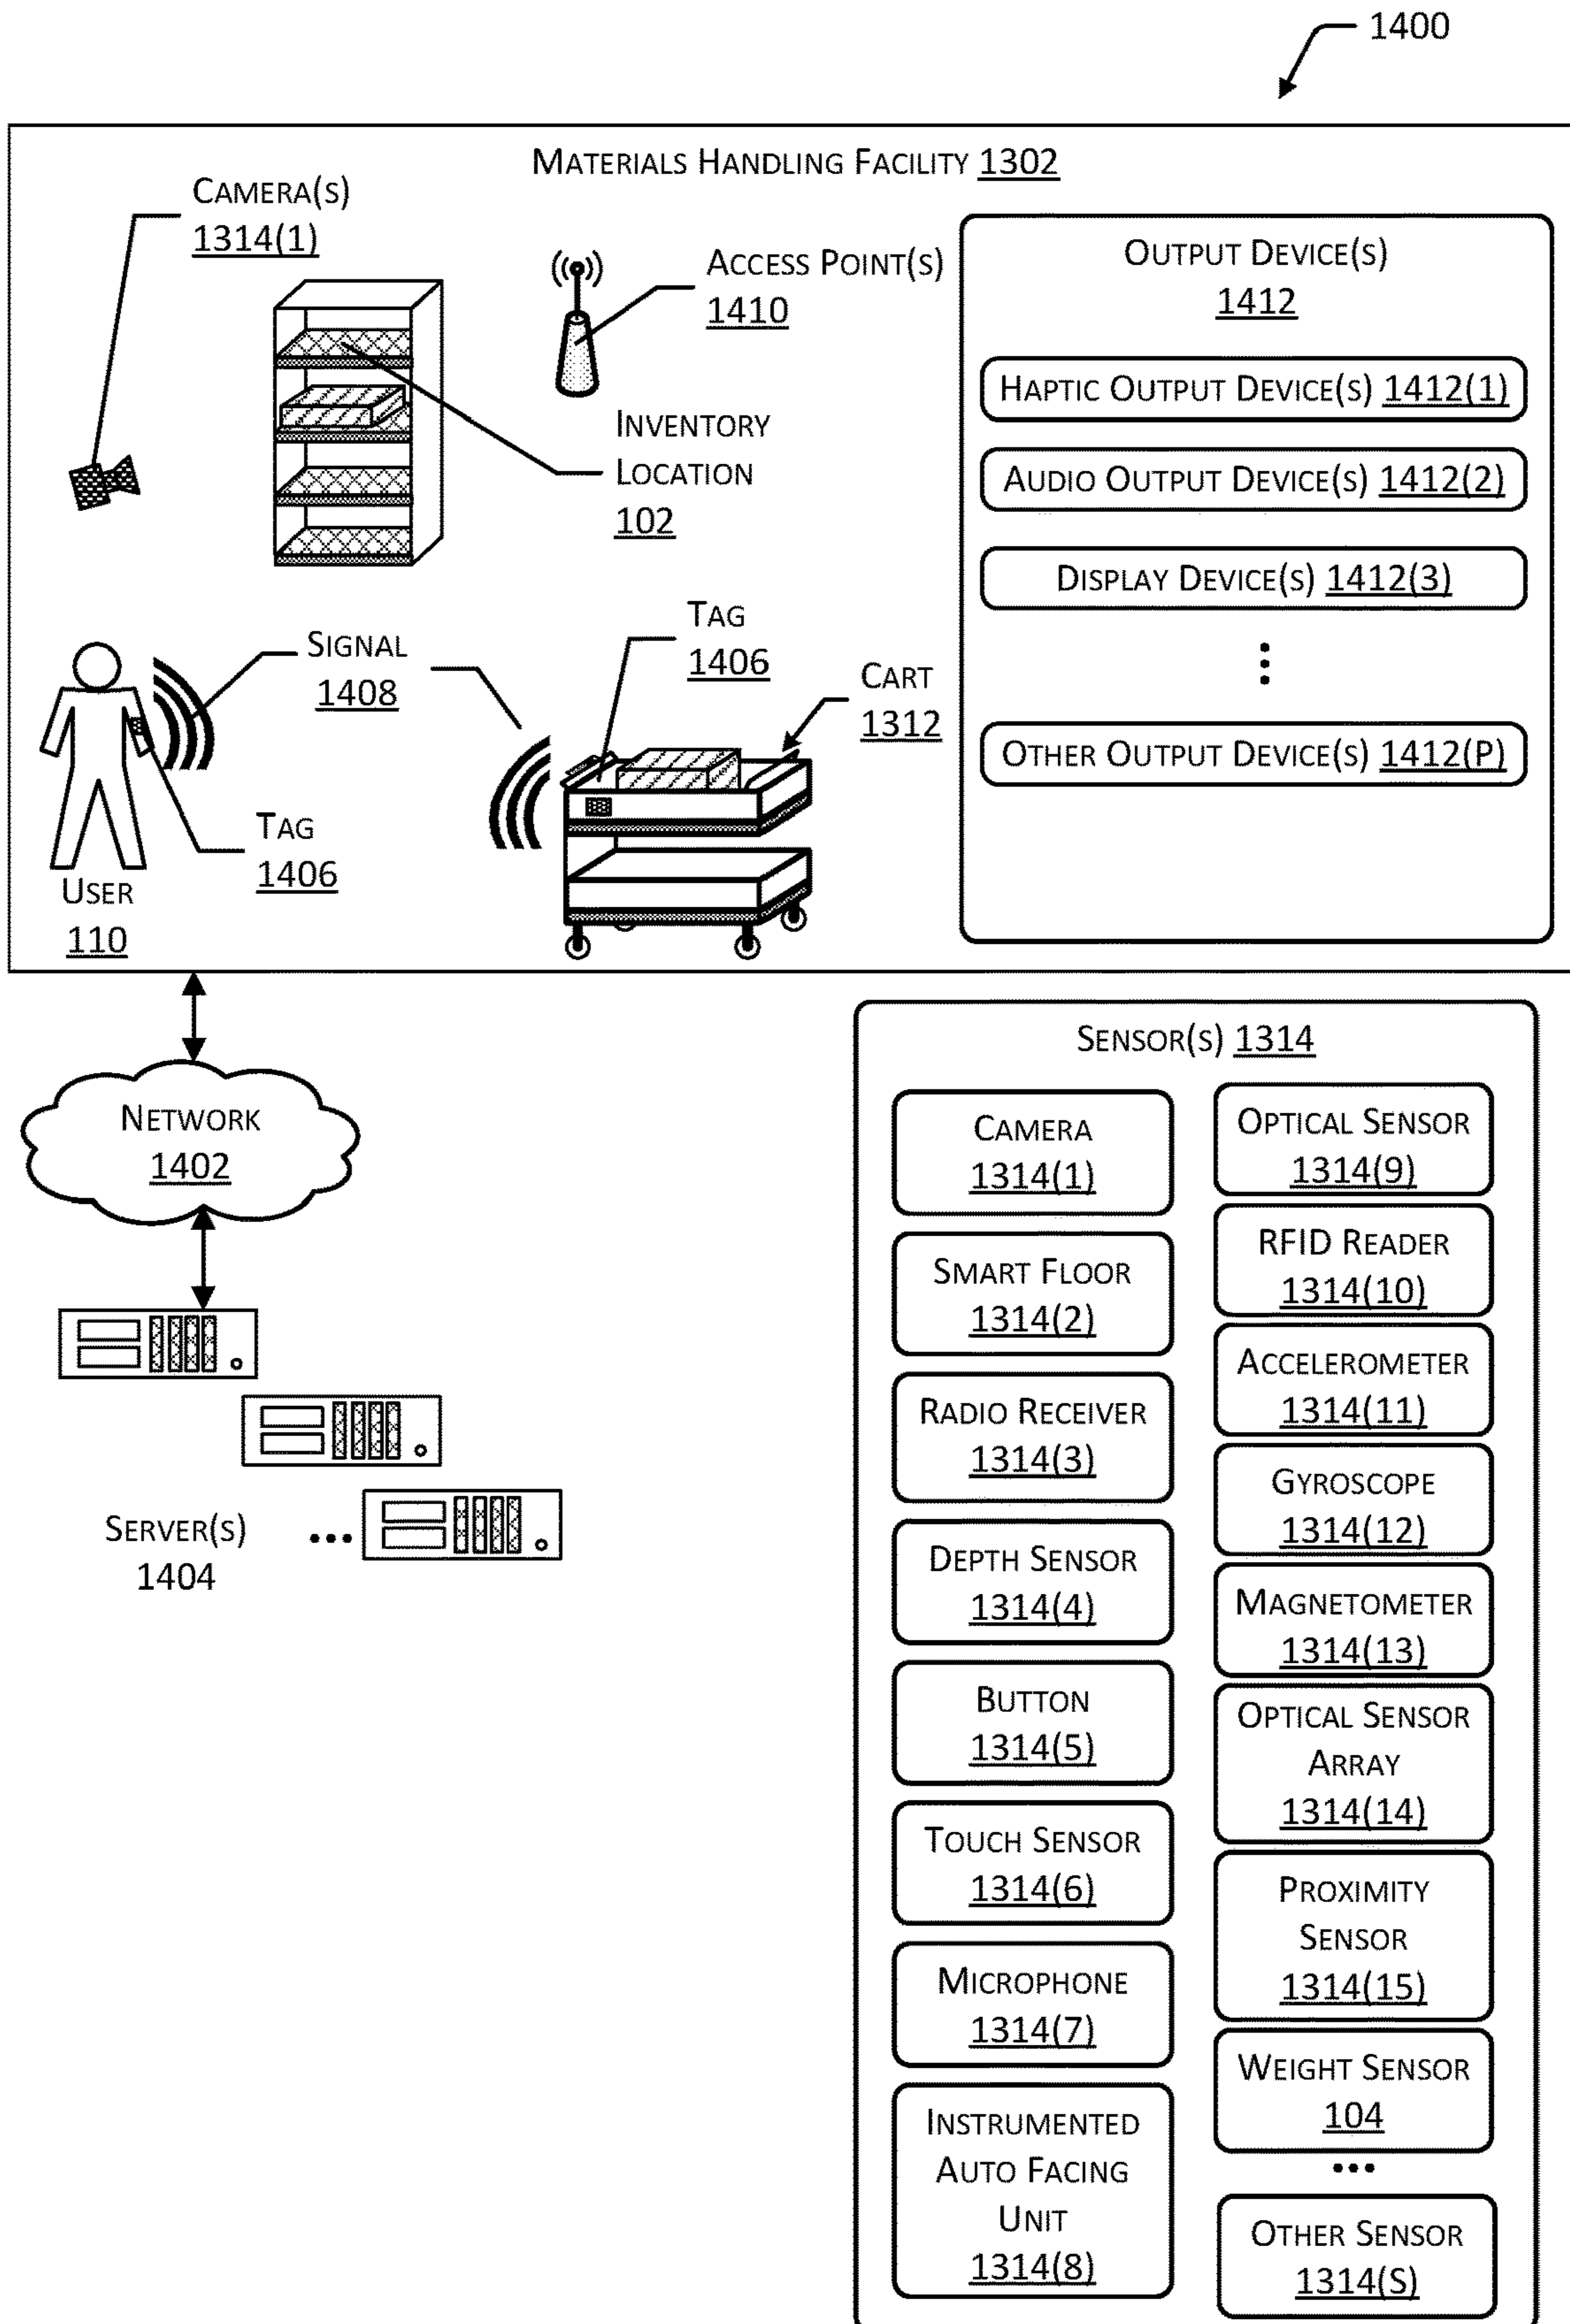 1400
MATERIALS HANDLING FACILITY 1302
CAMERA(S)
1314(1)
ACCESS POINT(S)
1410
INVENTORY
LOCATION
102
SIGNAL
1408
TAG
1406
CART
1312
TAG
1406
USER
110
OUTPUT DEVICE(S)
1412
HAPTIC OUTPUT DEVICE(S) 1412(1)
AUDIO OUTPUT DEVICE(S) 1412(2)
DISPLAY DEVICE(S) 1412(3)
OTHER OUTPUT DEVICE(S) 1412(P)
NETWORK
1402
SERVER(S)
1404
SENSOR(S) 1314
CAMERA
1314(1)
SMART FLOOR
1314(2)
RADIO RECEIVER
1314(3)
DEPTH SENSOR
1314(4)
BUTTON
1314(5)
TOUCH SENSOR
1314(6)
MICROPHONE
1314(7)
INSTRUMENTED
AUTO FACING
UNIT
1314(8)
OPTICAL SENSOR
1314(9)
RFID READER
1314(10)
ACCELEROMETER
1314(11)
GYROSCOPE
1314(12)
MAGNETOMETER
1314(13)
OPTICAL SENSOR
ARRAY
1314(14)
PROXIMITY
SENSOR
1314(15)
WEIGHT SENSOR
104
OTHER SENSOR
1314(S)